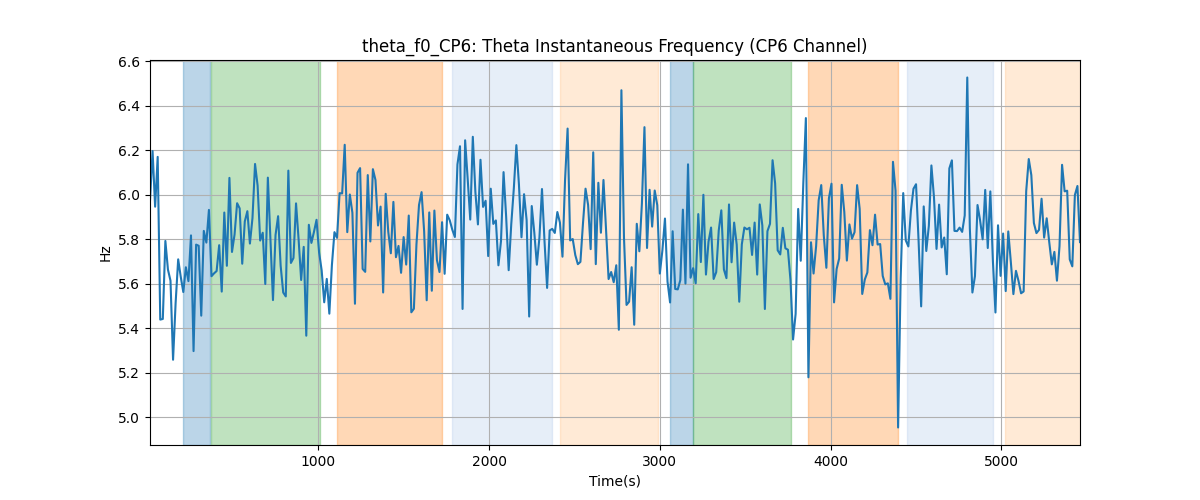 theta_f0_CP6: Theta Instantaneous Frequency (CP6 Channel)
6.6
6.4
6.2
6.0
5.8
5.6
5.4
5.2
5.0
Hz
1000 2000 3000 4000 5000
Time(s)